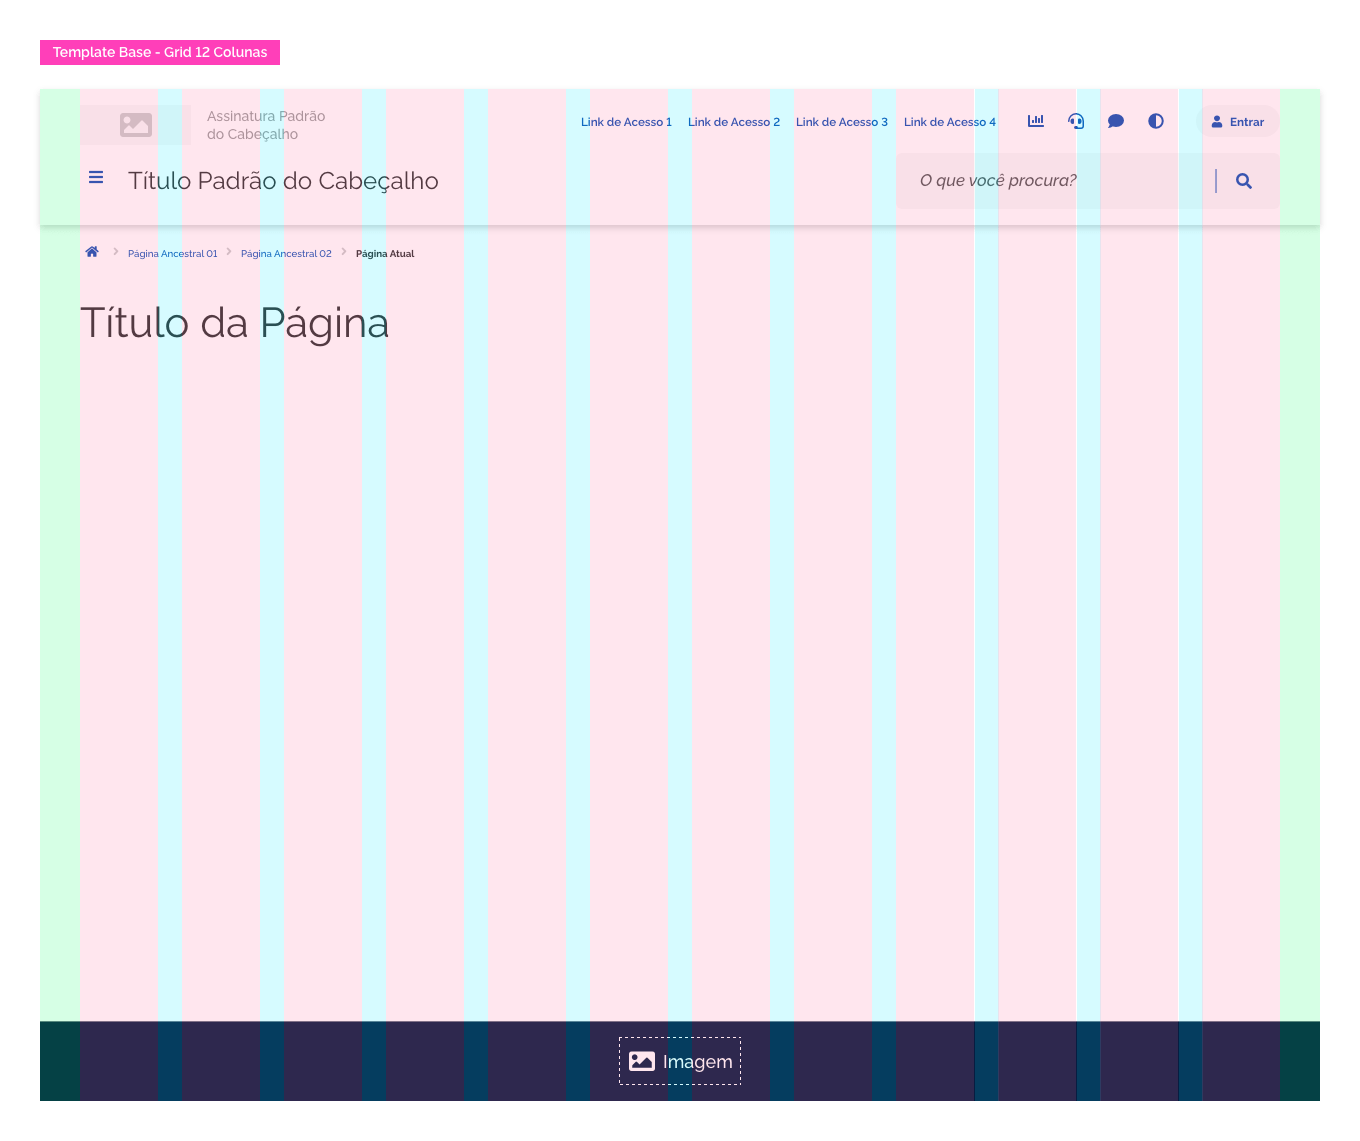 Template Base - Grid 12 Colunas
Assinatura Padrão
do Cabeçalho
Link de Acesso 1
Link de Acesso 2
Link de Acesso 3
Link de Acesso 4
Entrar
Título Padrão do Cabeçalho
O que você procura?
Página Ancestral 01
Página Ancestral 02
Página Atual
Título da Página
Imagem